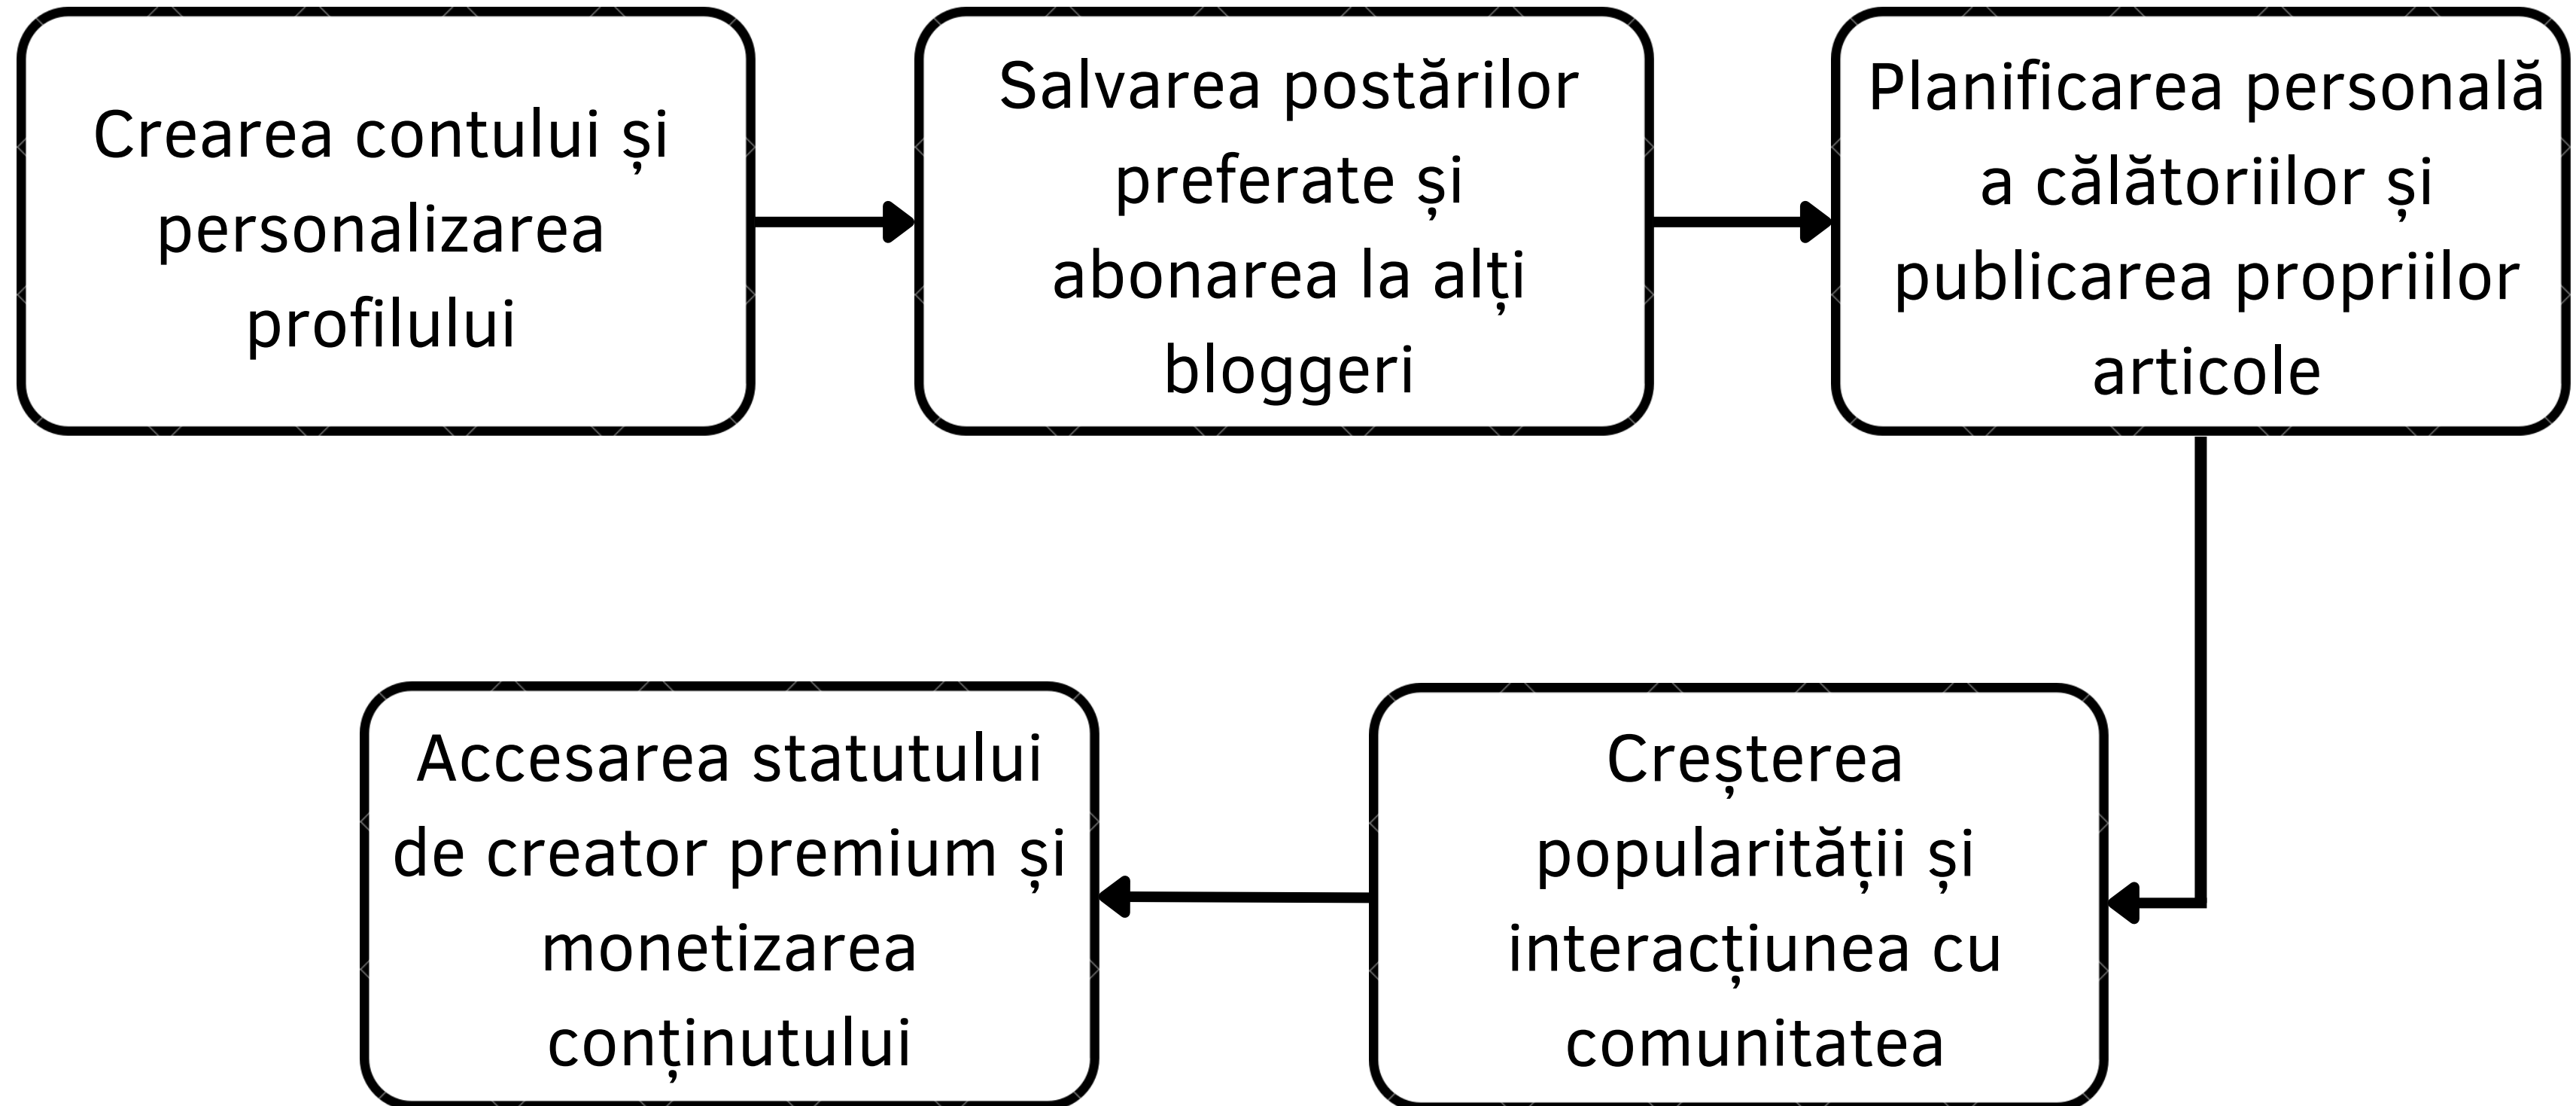 Crearea contului și
personalizarea
profilului
Salvarea postărilor
preferate și
abonarea la alți
bloggeri
Planificarea personală
a călătoriilor și
publicarea propriilor
articole
Creșterea
popularității și
interacțiunea cu
comunitatea
Accesarea statutului
de creator premium și
monetizarea
conținutului